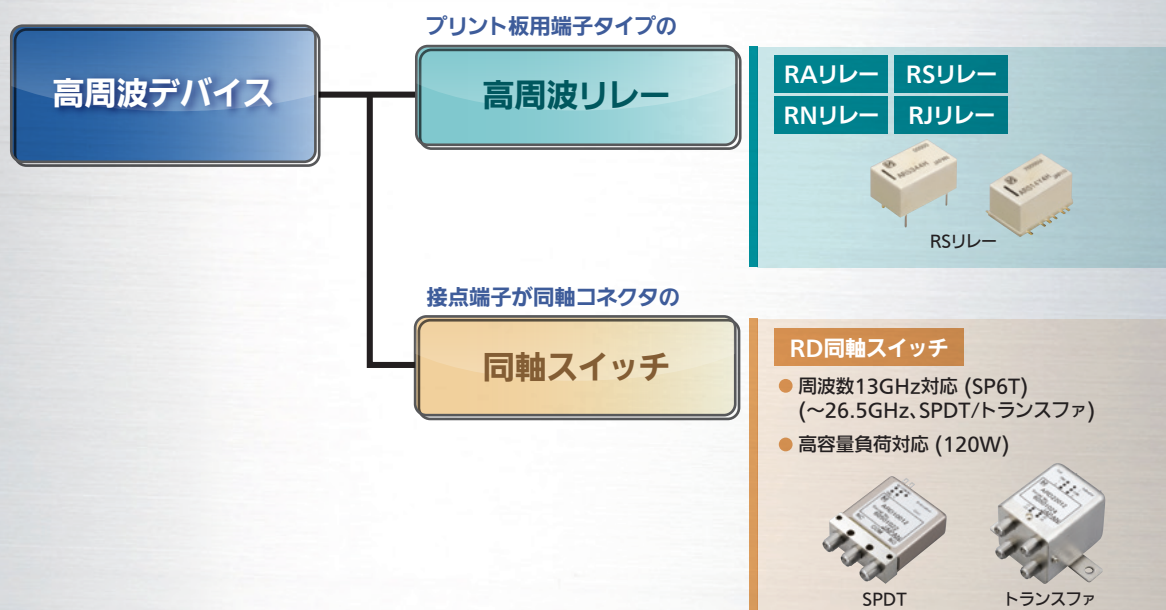 プリント板用端子タイプの
高周波デバイス
高周波リレー
RAリレー RSリレー
RNリレー RJリレー
RSリレー
接点端子が同軸コネクタの
同軸スイッチ
RD同軸スイッチ
● 周波数13GHz対応 (SP6T)
(～26.5GHz、SPDT/トランスファ)
● 高容量負荷対応 (120W)
SPDT
トランスファ